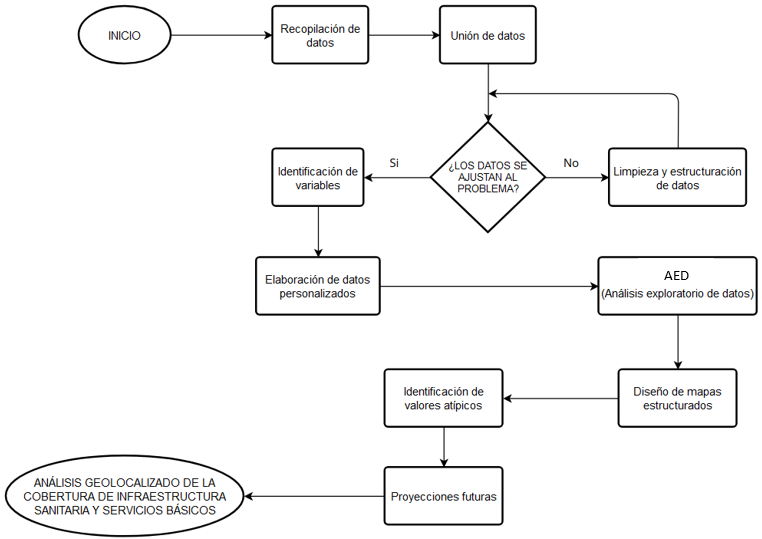 INICIO
Recopilación de
datos
Unión de datos
¿LOS DATOS SE
AJUSTAN AL
PROBLEMA?
Si
No
Identificación de
variables
Limpieza y estructuración
de datos
Elaboración de datos
personalizados
AED
(Análisis exploratorio de datos)
Diseño de mapas
estructurados
Identificación de
valores atípicos
Proyecciones futuras
ANÁLISIS GEOLOCALIZADO DE LA
COBERTURA DE INFRAESTRUCTURA
SANITARIA Y SERVICIOS BÁSICOS